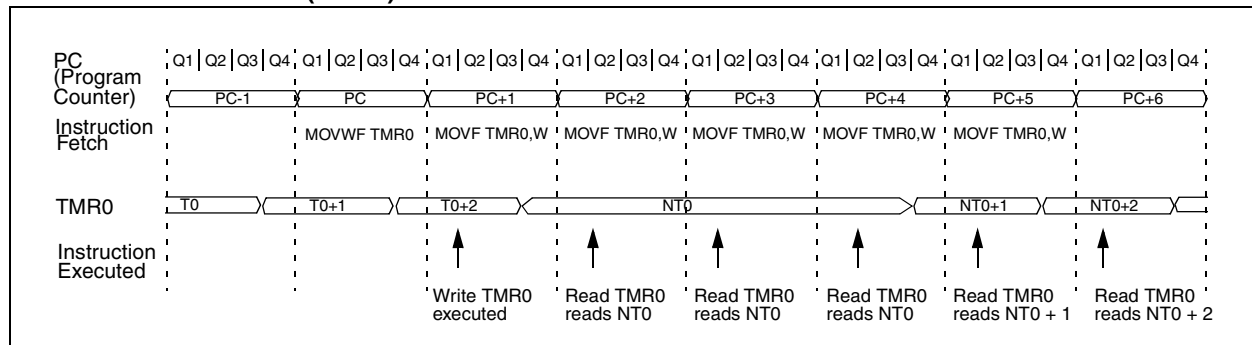 PC (Program Counter)
Q1 Q2 Q3 Q4 Q1 Q2 Q3 Q4 Q1 Q2 Q3 Q4 Q1 Q2 Q3 Q4 Q1 Q2 Q3 Q4 Q1 Q2 Q3 Q4 Q1 Q2 Q3 Q4 Q1 Q2 Q3 Q4
PC-1 PC PC+1 PC+2 PC+3 PC+4 PC+5 PC+6
Instruction Fetch
MOVWF TMR0 MOVF TMR0,W MOVF TMR0,W MOVF TMR0,W MOVF TMR0,W MOVF TMR0,W
TMR0 T0 T0+1 T0+2 NT0 NT0+1 NT0+2
Instruction
Executed
Write TMR0 executed
Read TMR0 reads NT0
Read TMR0 reads NT0
Read TMR0 reads NT0
Read TMR0 reads NT0 + 1
Read TMR0 reads NT0 + 2